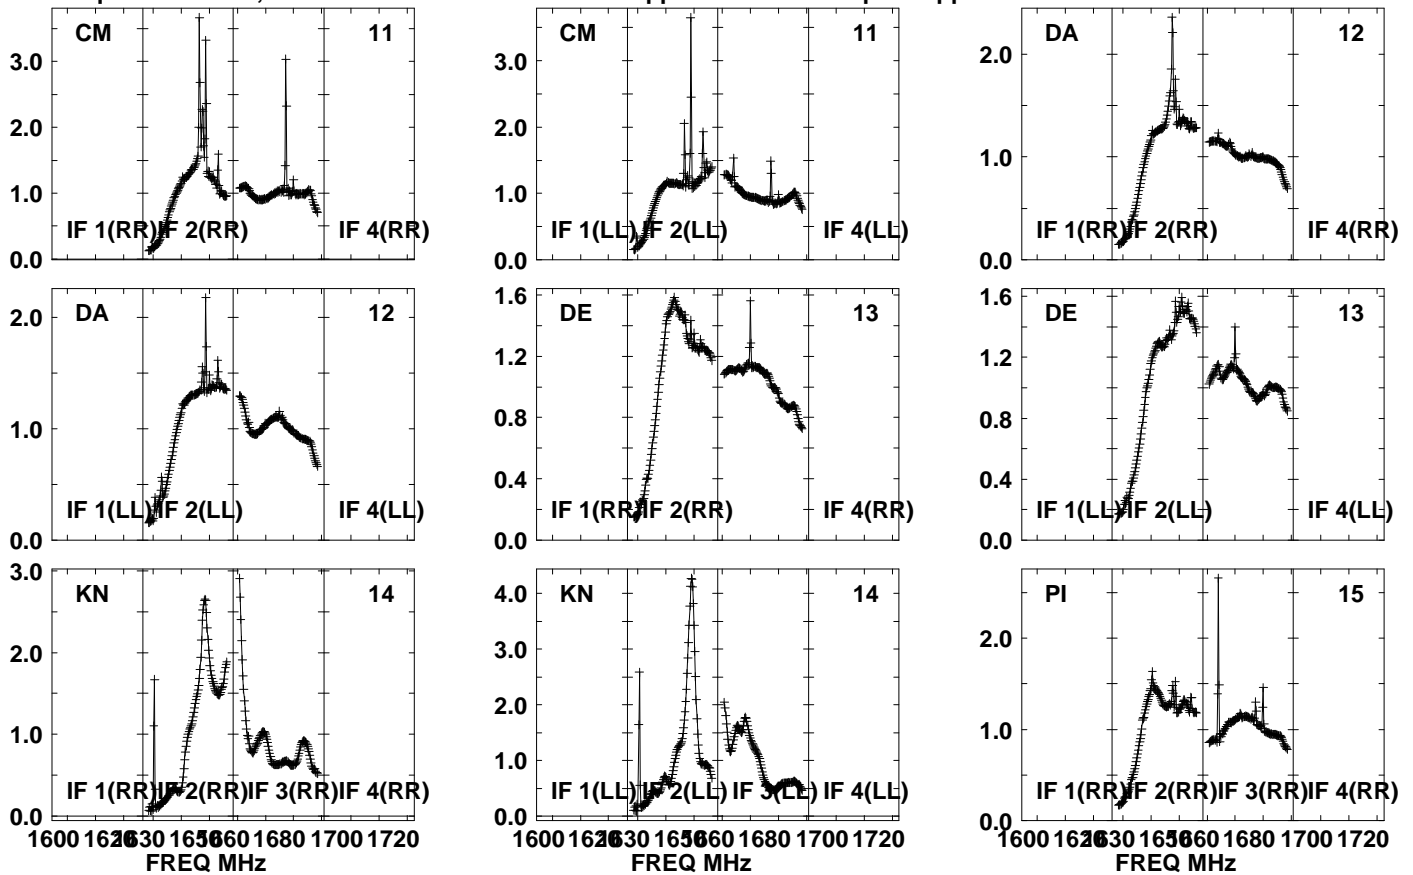 CM 11 CM 11 DA 12
3.0 3.0 2.0
2.0 2.0
1.0 1.0 1.0
IF 1(RR) IF 2(RR) IF 4(RR) IF 1(LL) IF 2(LL) IF 4(LL) IF 1(RR) IF 2(RR) IF 4(RR)
0.0 0.0 0.0
DA 12 DE 13 DE 13
2.0 1.6 1.6
1.2 1.2
1.0 0.8 0.8
0.4 0.4
IF 1(LL) IF 2(LL) IF 4(LL) IF 1(RR) IF 2(RR) IF 4(RR) IF 1(LL) IF 2(LL) IF 4(LL)
0.0 0.0 0.0
KN 14 KN 14 PI 15
3.0 4.0
2.0 3.0 2.0
2.0
1.0 1.0 1.0
IF 1(RR) IF 2(RR) IF 3(RR) IF 4(RR) IF 1(LL) IF 2(LL) IF 3(LL) IF 4(LL) IF 1(RR) IF 2(RR) IF 3(RR) IF 4(RR)
0.0 0.0 0.0
1600 1630 1660 1700 1720 1600 1630 1660 1700 1720 1600 1630 1660 1700 1720
FREQ MHz FREQ MHz FREQ MHz